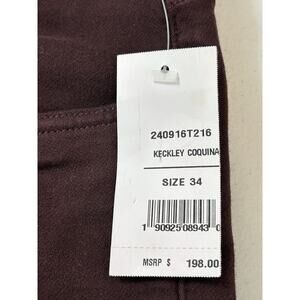 240916T216
KECKLEY COQUINA
SIZE 34
1 90925 08943 0
MSRP $ 198.00